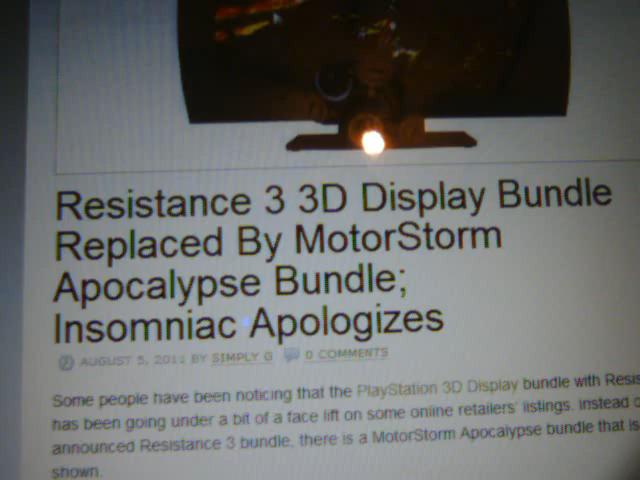 Resistance 3 3D Display Bundle
Replaced By MotorStorm
Apocalypse Bundle;
Insomniac Apologizes
AUGUST 5, 2011 BY SIMPLY G 0 COMMENTS
Some people have been noticing that the PlayStation 3D Display bundle with Resis
has been going under a bit of a face lift on some online retailers' listings. Instead o
announced Resistance 3 bundle, there is a MotorStorm Apocalypse bundle that is
shown.